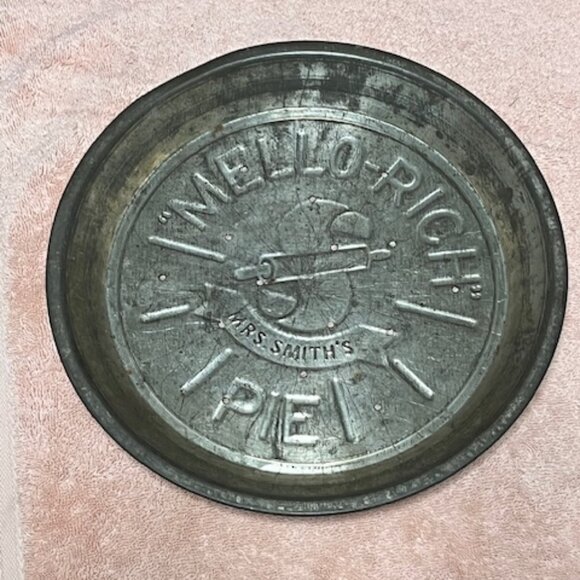 "MELLO-RICH"
MRS. SMITH'S
PIE